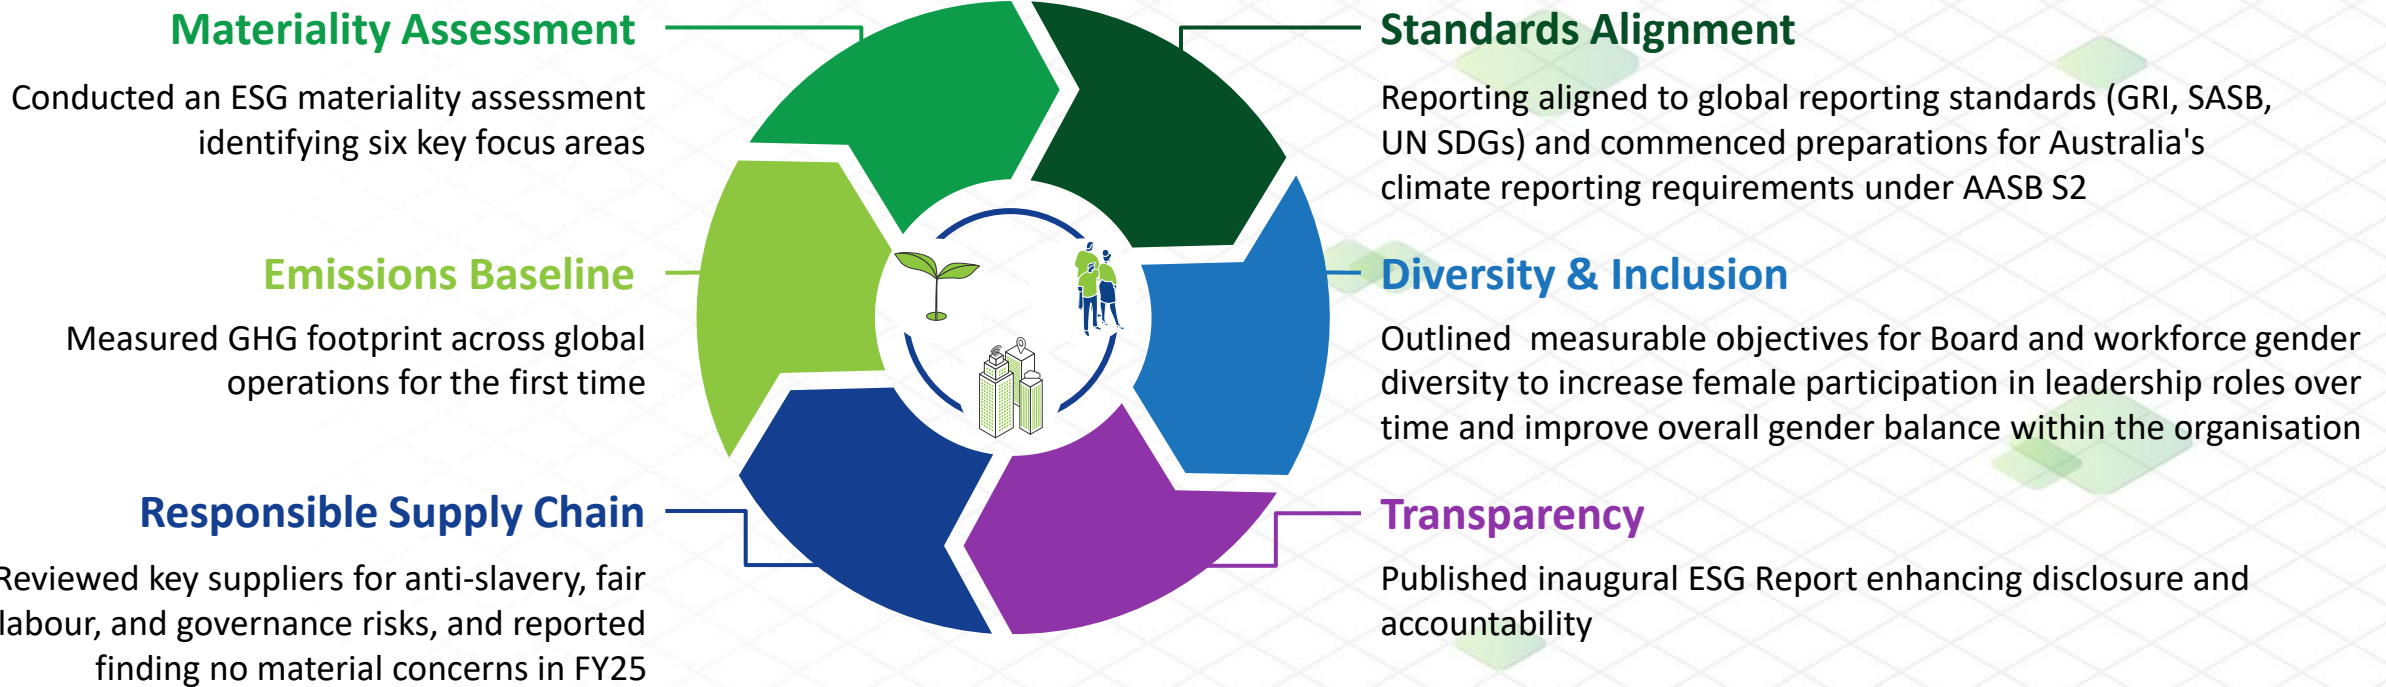 Materiality Assessment
Conducted an ESG materiality assessment
identifying six key focus areas
Emissions Baseline
Measured GHG footprint across global
operations for the first time
Responsible Supply Chain
Reviewed key suppliers for anti-slavery, fair
labour, and governance risks, and reported
finding no material concerns in FY25
Standards Alignment
Reporting aligned to global reporting standards (GRI, SASB,
UN SDGs) and commenced preparations for Australia's
climate reporting requirements under AASB S2
Diversity & Inclusion
Outlined  measurable objectives for Board and workforce gender
diversity to increase female participation in leadership roles over
time and improve overall gender balance within the organisation
Transparency
Published inaugural ESG Report enhancing disclosure and
accountability